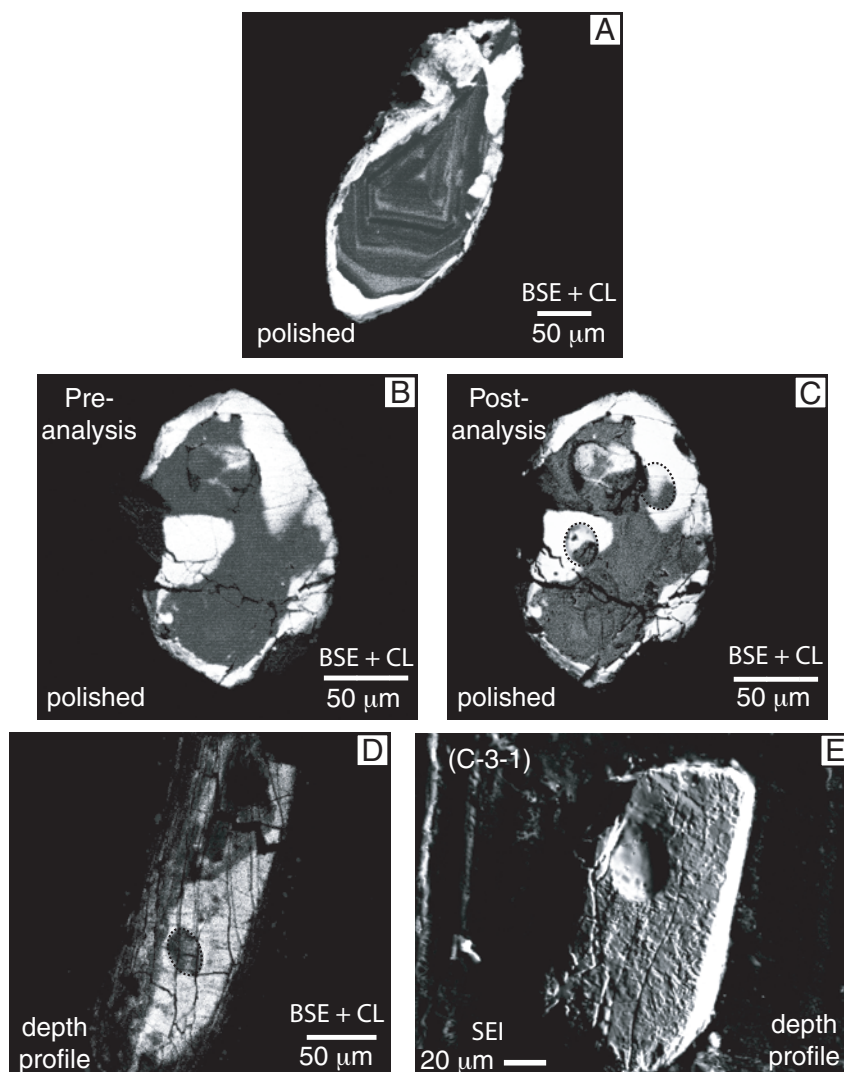 A
BSE + CL
polished
50 μm
Pre-
analysis
B
BSE + CL
polished
50 μm
Post-
analysis
C
BSE + CL
polished
50 μm
D
depth
profile
BSE + CL
50 μm
(C-3-1)
E
SEI
20 μm
depth
profile